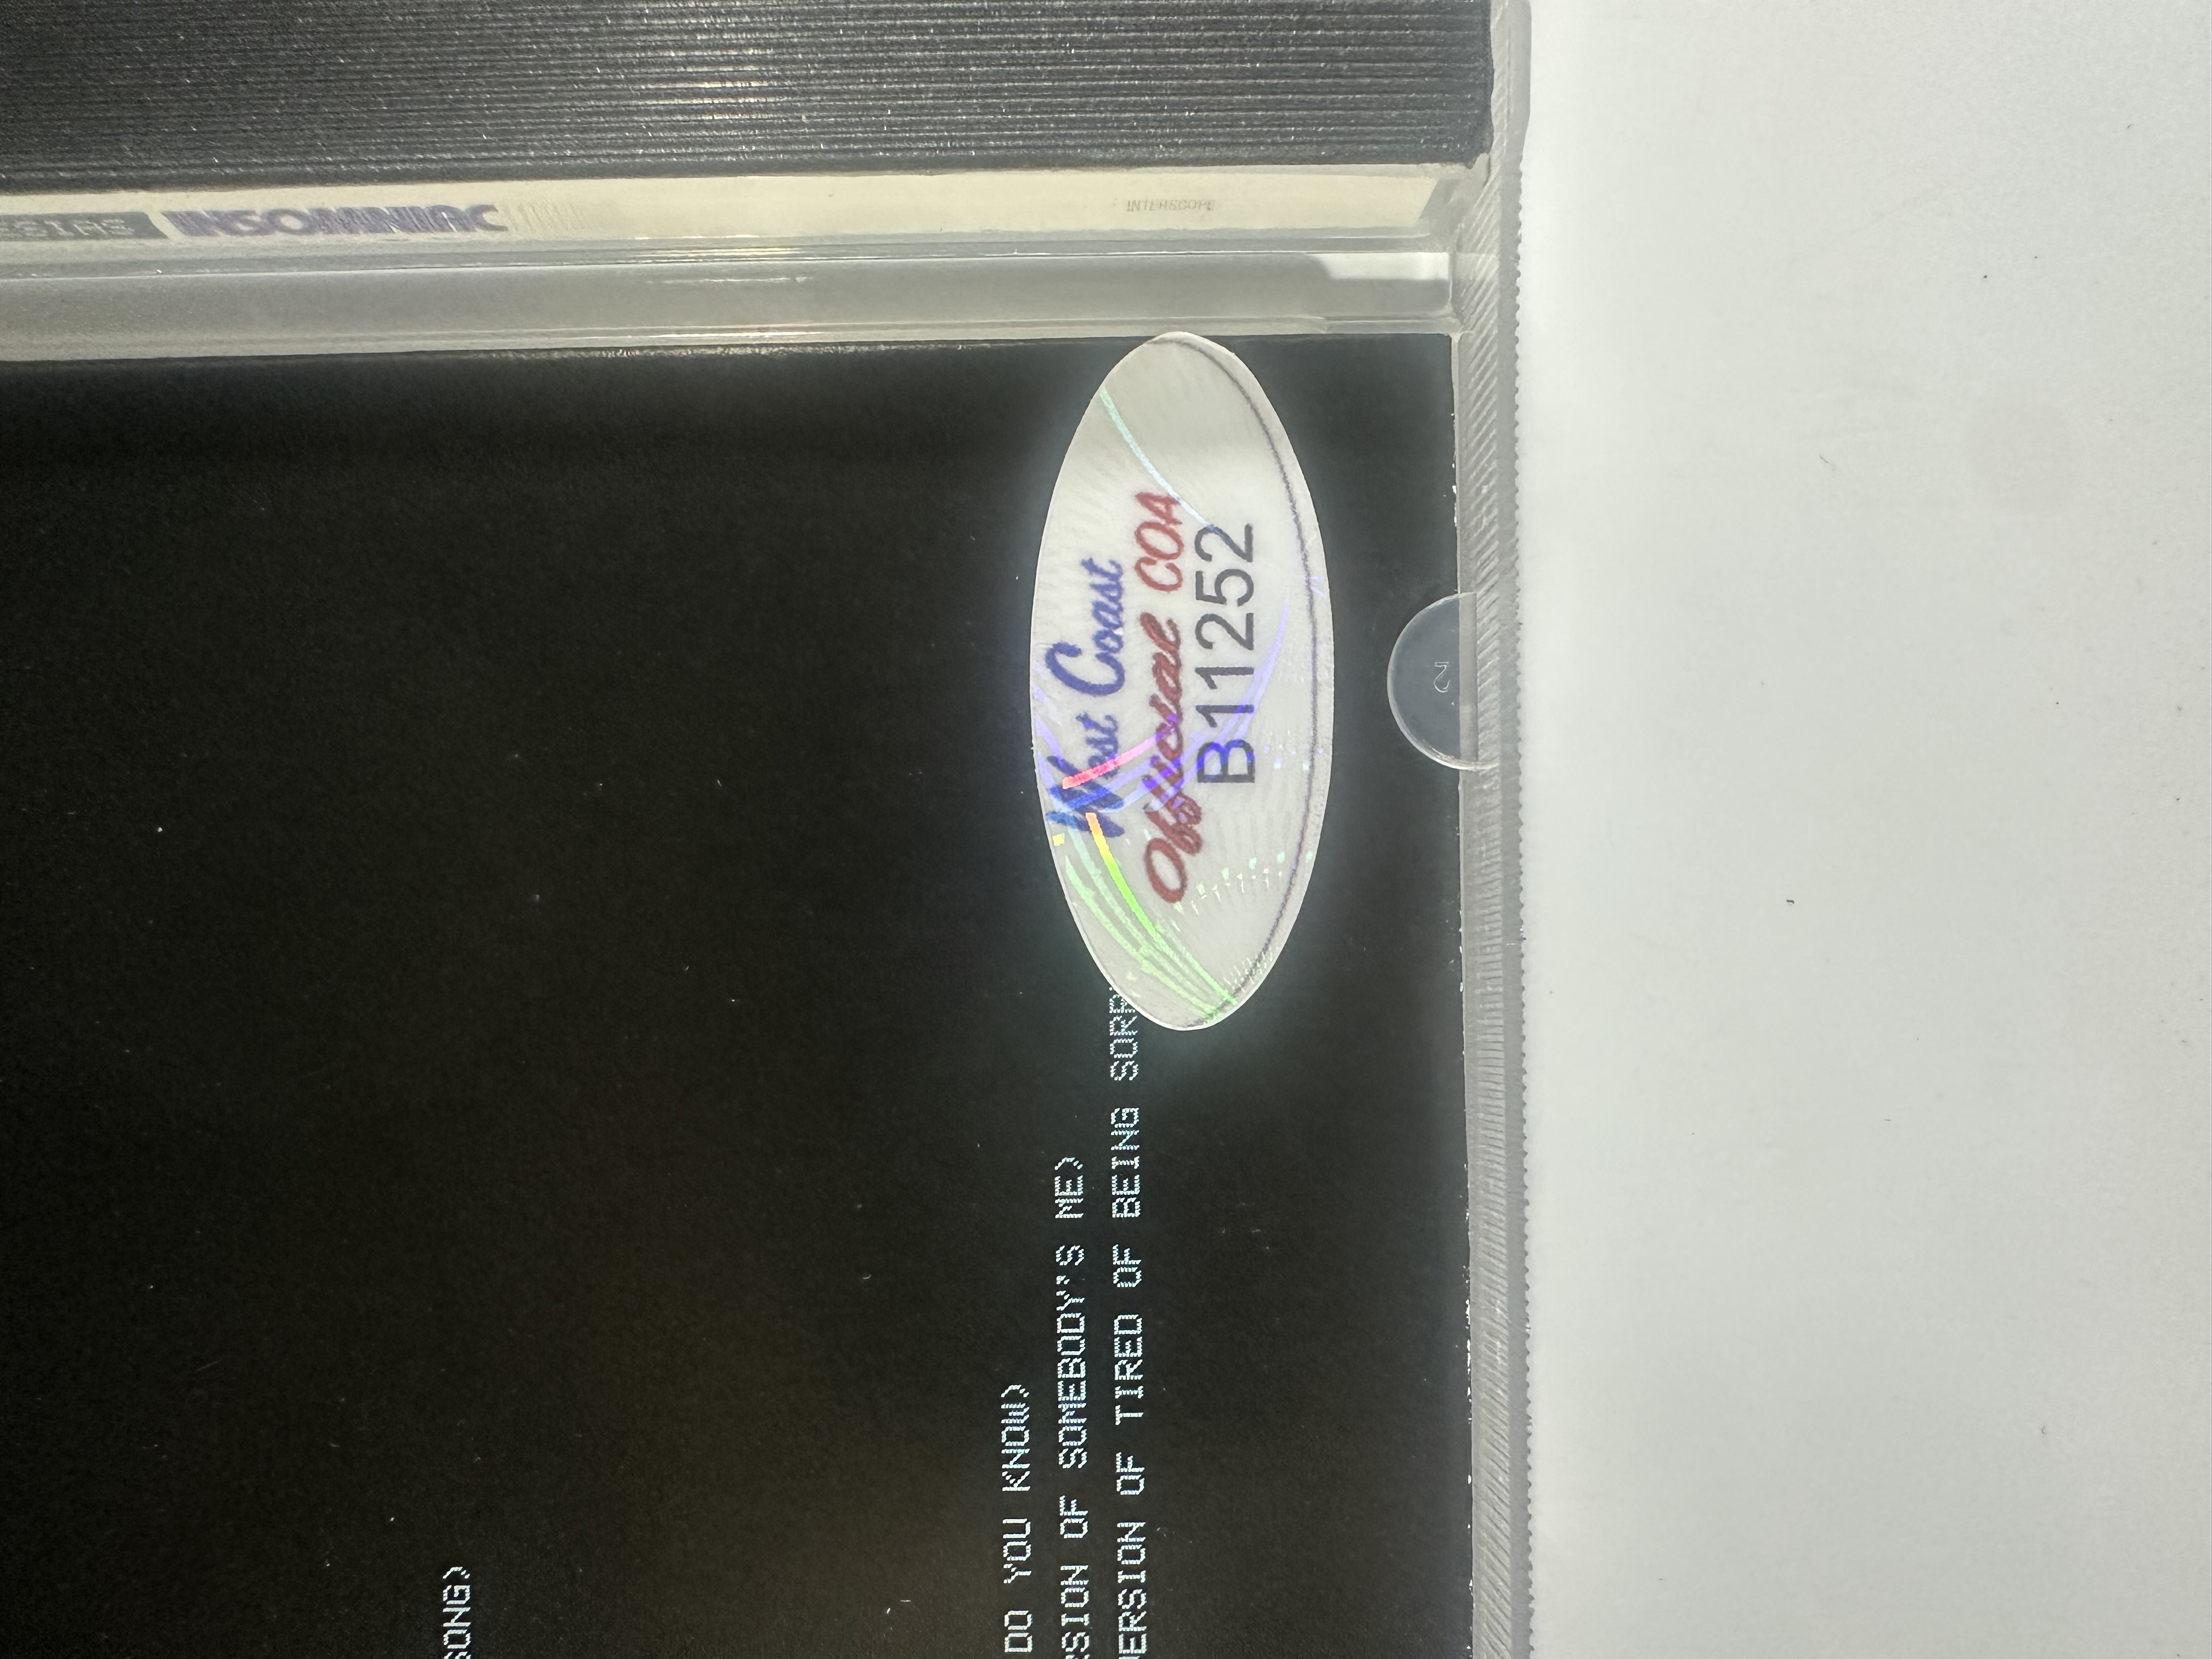 INSOMNIAC
INTERSCOPE
West Coast
Official COA
B11252
SONG)
DO YOU KNOW)
SION OF SOMEBODY'S ME)
ERSION OF TIRED OF BEING SORR
2